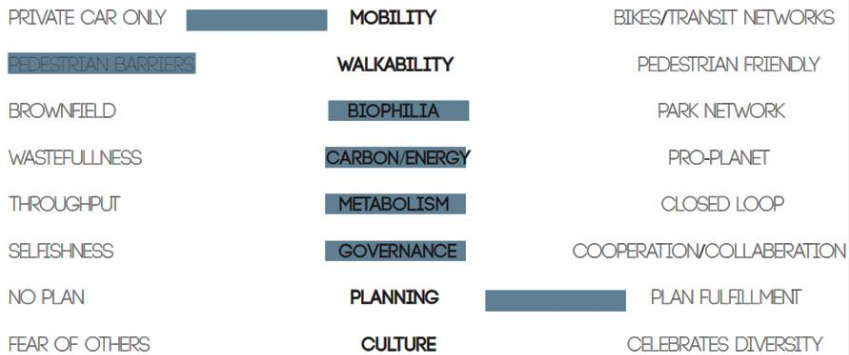 PRIVATE CAR ONLY MOBILITY BIKES/TRANSIT NETWORKS
PEDESTRIAN BARRIERS WALKABILITY PEDESTRIAN FRIENDLY
BROWNFIELD BIOPHILIA PARK NETWORK
WASTEFULLNESS CARBON/ENERGY PRO-PLANET
THROUGHPUT METABOLISM CLOSED LOOP
SELFISHNESS GOVERNANCE COOPERATION/COLLABERATION
NO PLAN PLANNING PLAN FULFILLMENT
FEAR OF OTHERS CULTURE CELEBRATES DIVERSITY